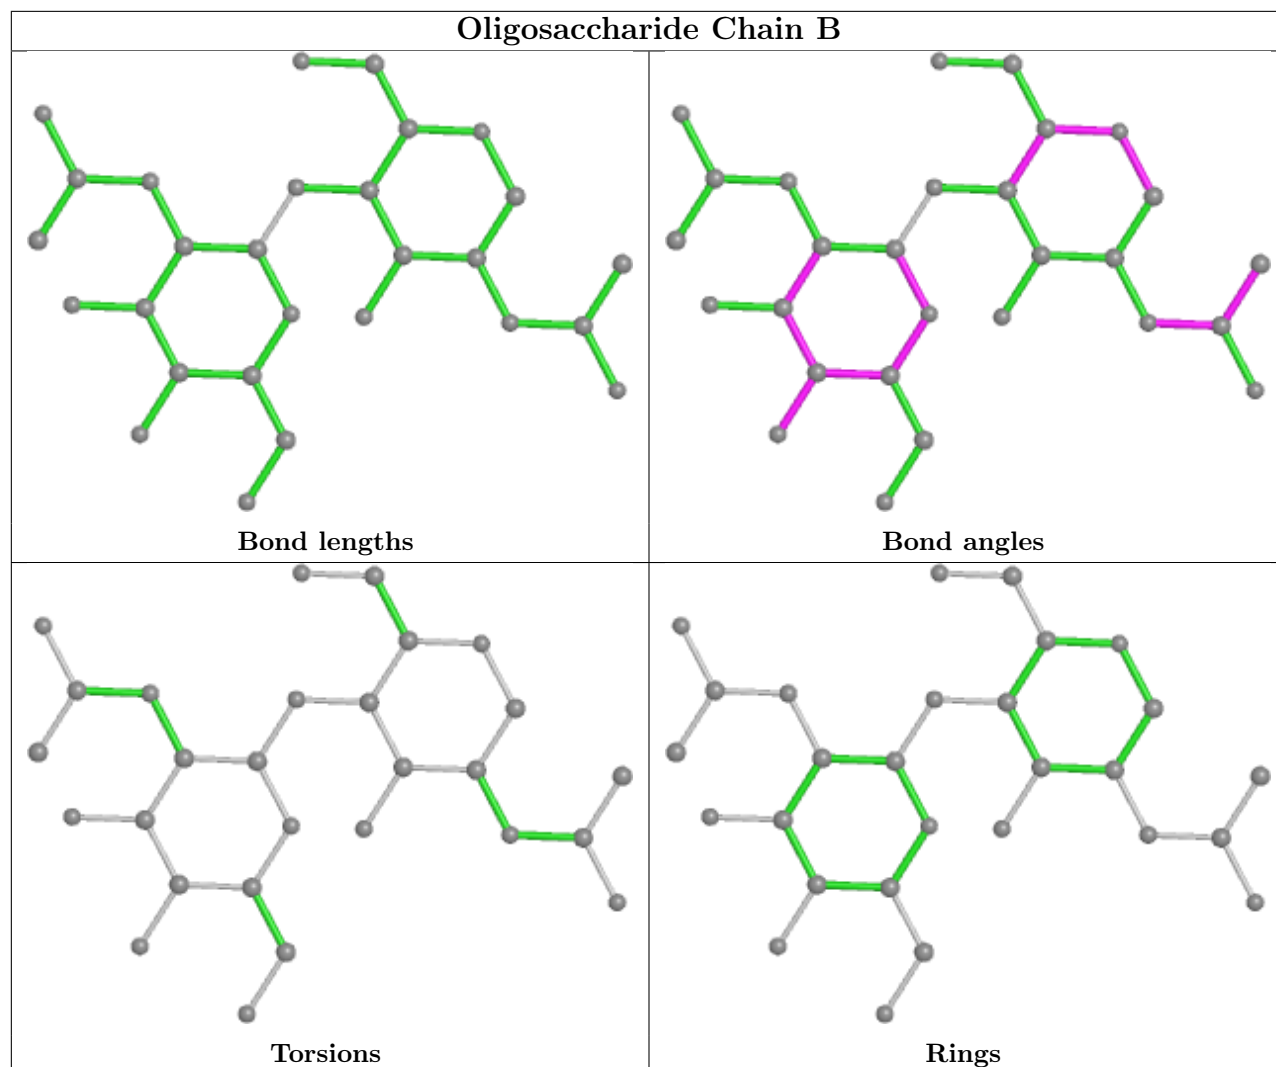 Oligosaccharide Chain B
Bond lengths
Bond angles
Torsions
Rings